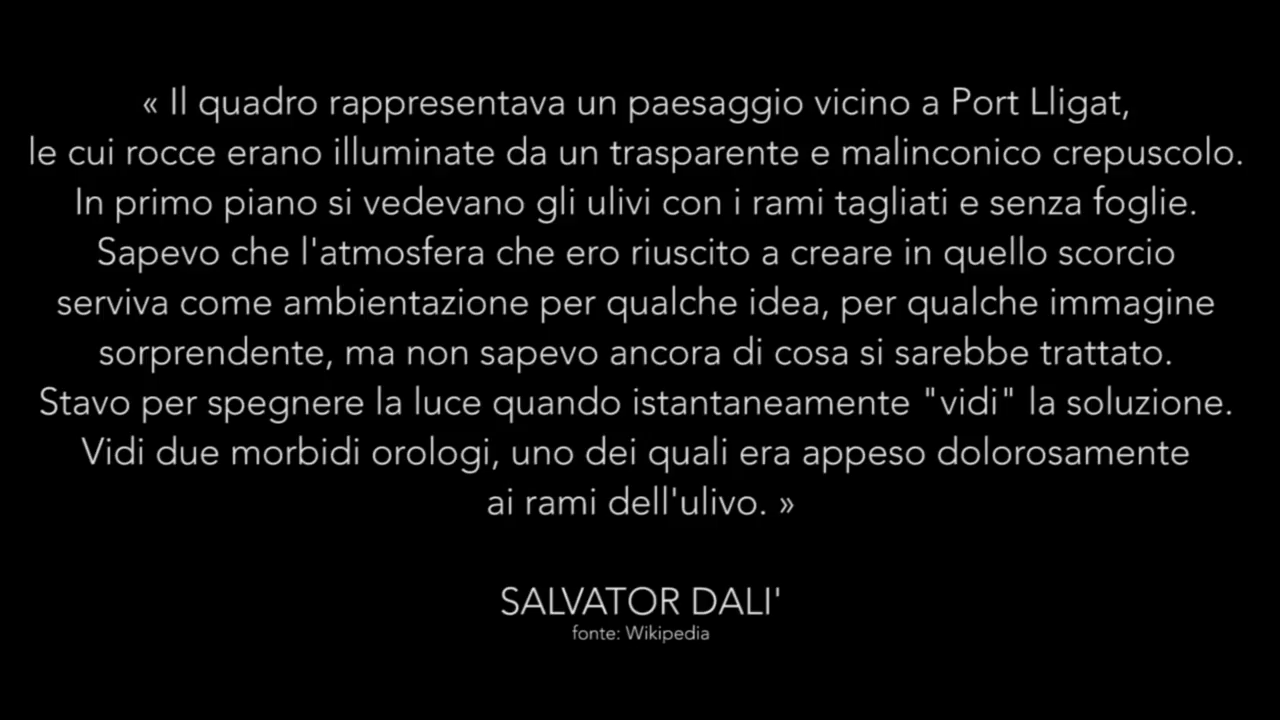 « Il quadro rappresentava un paesaggio vicino a Port Lligat,
le cui rocce erano illuminate da un trasparente e malinconico crepuscolo.
In primo piano si vedevano gli ulivi con i rami tagliati e senza foglie.
Sapevo che l'atmosfera che ero riuscito a creare in quello scorcio
serviva come ambientazione per qualche idea, per qualche immagine
sorprendente, ma non sapevo ancora di cosa si sarebbe trattato.
Stavo per spegnere la luce quando istantaneamente "vidi" la soluzione.
Vidi due morbidi orologi, uno dei quali era appeso dolorosamente
ai rami dell'ulivo. »
SALVATOR DALI'
fonte: Wikipedia